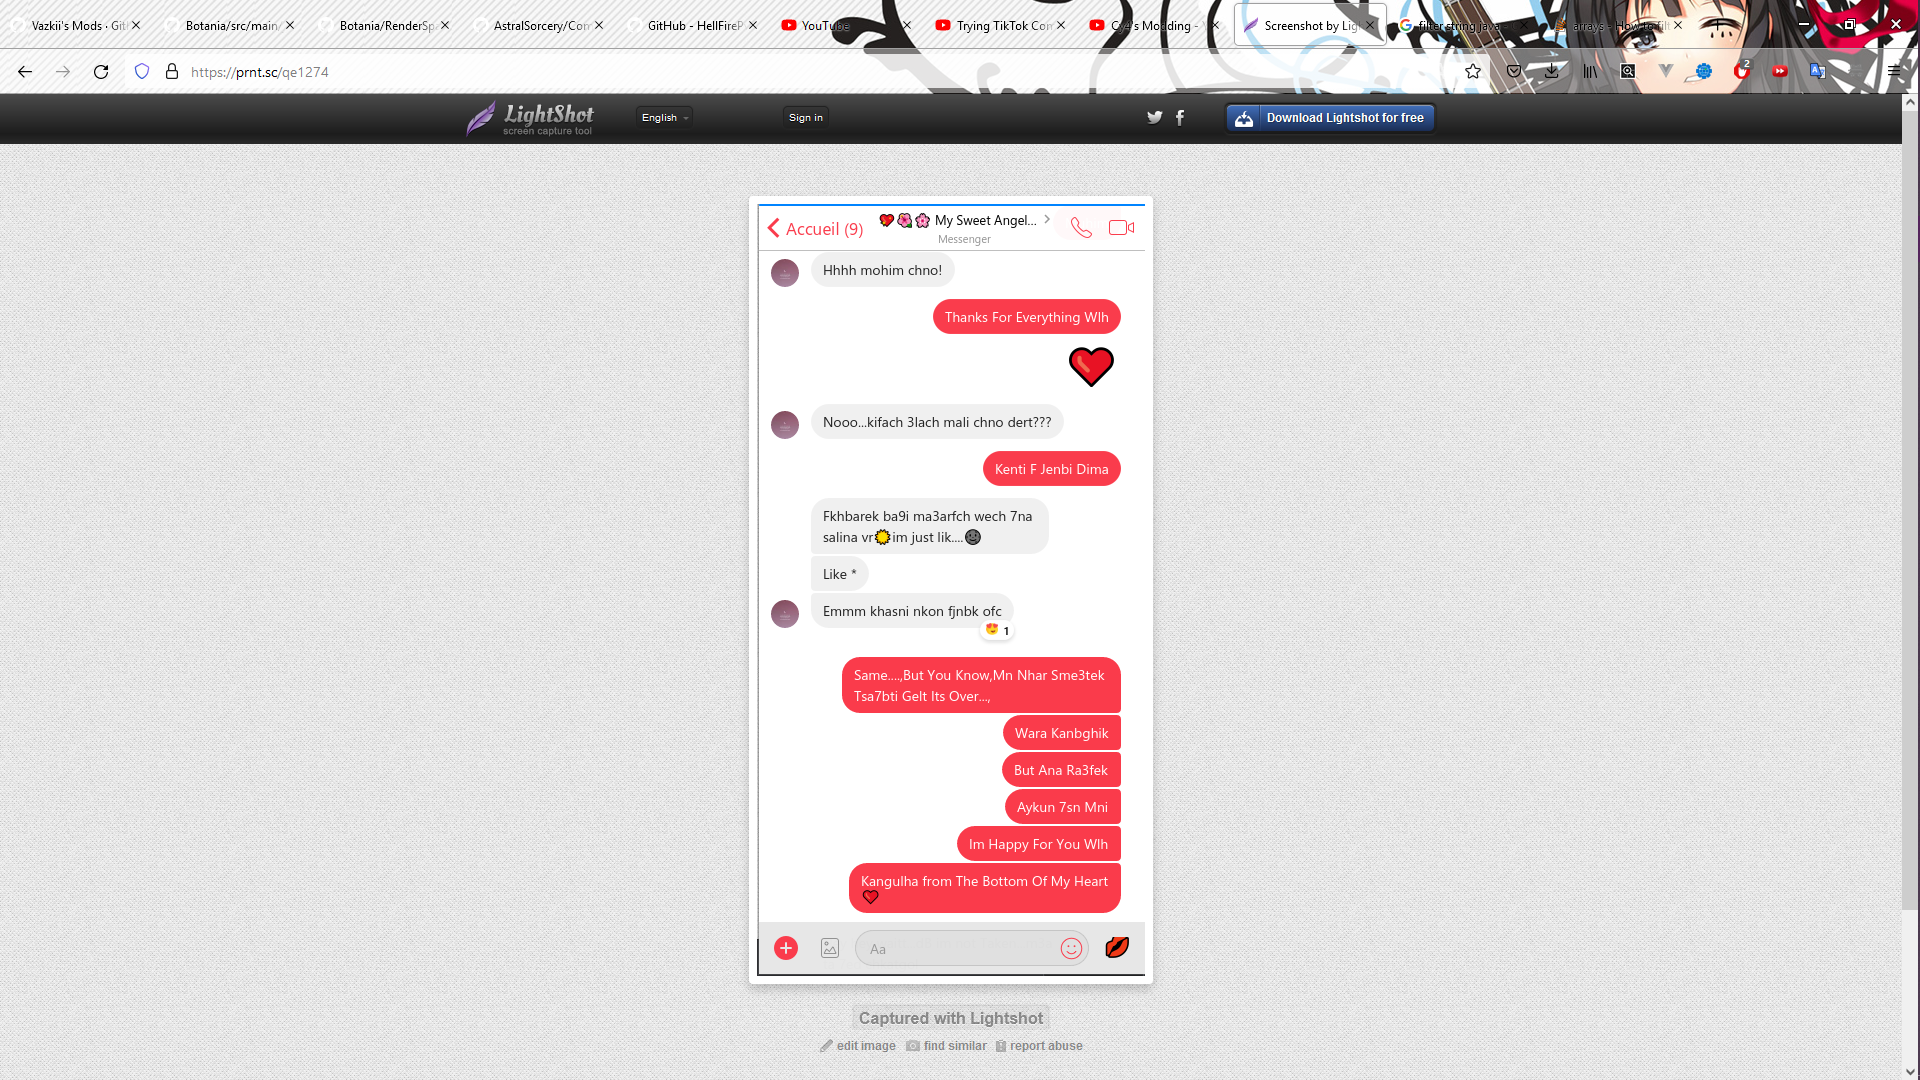 Vazkii's Mods · Git
Botania/src/main/
Botania/RenderSp
AstralSorcery/Com
GitHub - HellFireP
YouTube
Trying TikTok Con
Cy4's Modding -
Screenshot by Lig
filter string java
arrays - How to filt
https://prnt.sc/qe1274
2
LightShot
screen capture tool
English
Sign in
Download Lightshot for free
Accueil (9)
My Sweet Angel...
Messenger
Hhhh mohim chno!
Thanks For Everything Wlh
Nooo...kifach 3lach mali chno dert???
Kenti F Jenbi Dima
Fkhbarek ba9i ma3arfch wech 7na
salina vr🌞im just lik....🌚
Like *
Emmm khasni nkon fjnbk ofc
😍 1
Same....,But You Know,Mn Nhar Sme3tek
Tsa7bti Gelt Its Over...,
Wara Kanbghik
But Ana Ra3fek
Aykun 7sn Mni
Im Happy For You Wlh
Kangulha from The Bottom Of My Heart
❤
Aa
Captured with Lightshot
edit image
find similar
report abuse